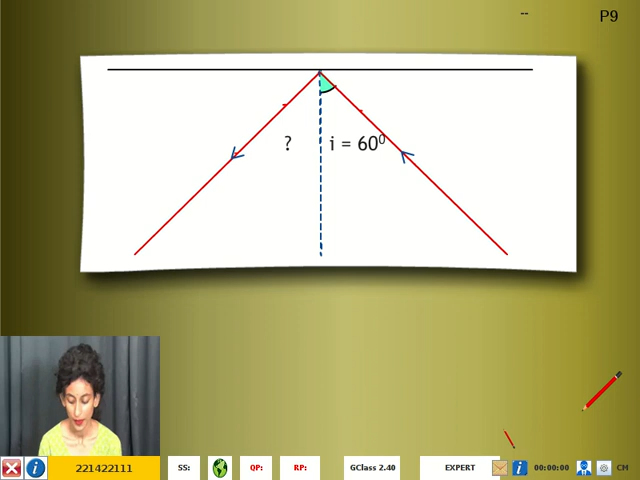 --
P9
? i = 60⁰
221422111
SS:
QP:
RP:
GClass 2.40
EXPERT
00:00:00
CM